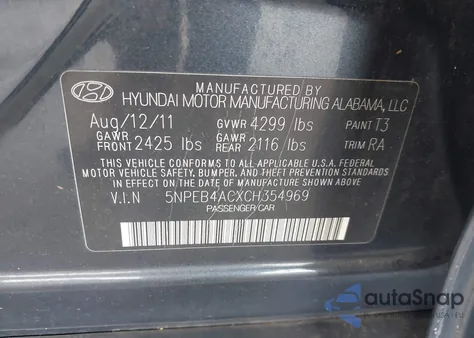 MANUFACTURED BY
HYUNDAI MOTOR MANUFACTURING ALABAMA, LLC
Aug/12/11 GVWR 4299 lbs PAINT T3
GAWR FRONT 2425 lbs GAWR REAR 2116 lbs TRIM RA
THIS VEHICLE CONFORMS TO ALL APPLICABLE U.S.A FEDERAL
MOTOR VEHICLE SAFETY, BUMPER, AND THEFT PREVENTION STANDARDS
IN EFFECT ON THE DATE OF MANUFACTURE SHOWN ABOVE.
V.I.N 5NPEB4ACXCH354969
PASSENGER CAR
autoSnap